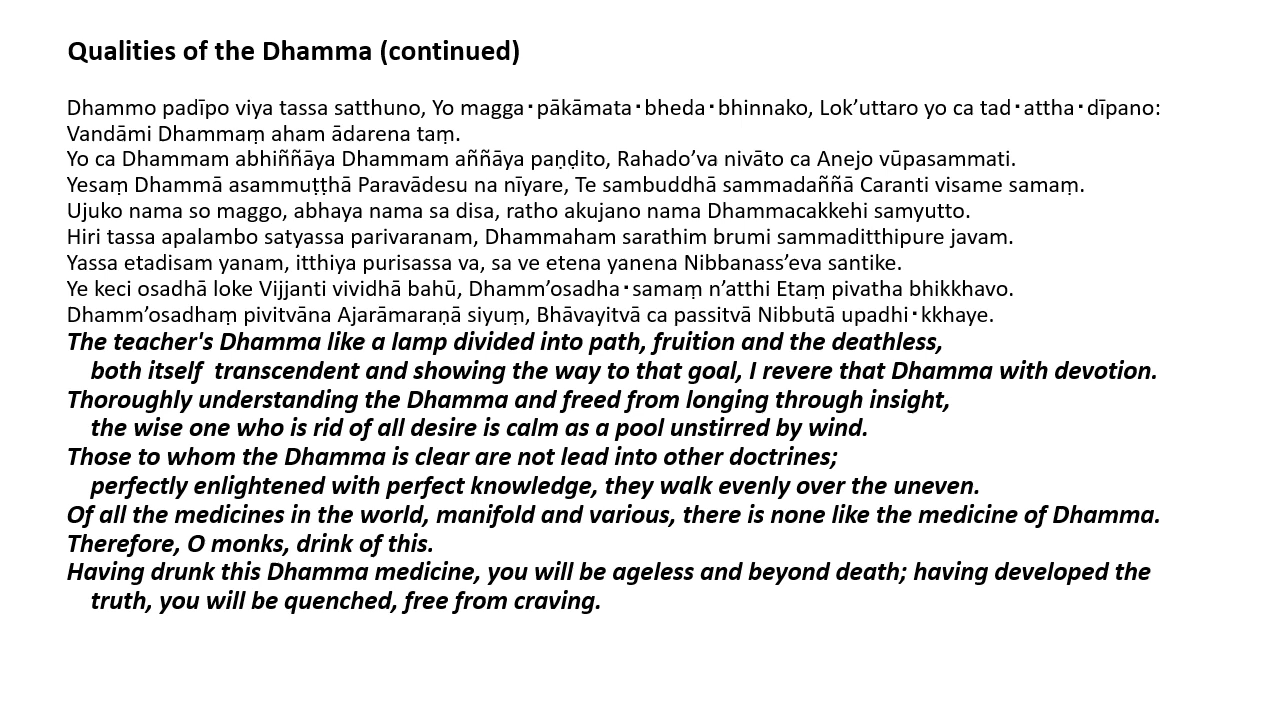 Qualities of the Dhamma (continued)
Dhammo padīpo viya tassa satthuno, Yo magga·pākāmata·bheda·bhinnako, Lok’uttaro yo ca tad·attha·dīpano:
Vandāmi Dhammaṃ aham ādarena taṃ.
Yo ca Dhammam abhiññāya Dhammam aññāya paṇḍito, Rahado’va nivāto ca Anejo vūpasammati.
Yesaṃ Dhammā asammuṭṭhā Paravādesu na nīyare, Te sambuddhā sammadaññā Caranti visame samaṃ.
Ujuko nama so maggo, abhaya nama sa disa, ratho akujano nama Dhammacakkehi samyutto.
Hiri tassa apalambo satyassa parivaranam, Dhammaham sarathim brumi sammaditthipure javam.
Yassa etadisam yanam, itthiya purisassa va, sa ve etena yanena Nibbanass’eva santike.
Ye keci osadhā loke Vijjanti vividhā bahū, Dhamm’osadha·samaṃ n’atthi Etaṃ pivatha bhikkhavo.
Dhamm’osadhaṃ pivitvāna Ajarāmaraṇā siyuṃ, Bhāvayitvā ca passitvā Nibbutā upadhi·kkhaye.
The teacher's Dhamma like a lamp divided into path, fruition and the deathless,
both itself  transcendent and showing the way to that goal, I revere that Dhamma with devotion.
Thoroughly understanding the Dhamma and freed from longing through insight,
the wise one who is rid of all desire is calm as a pool unstirred by wind.
Those to whom the Dhamma is clear are not lead into other doctrines;
perfectly enlightened with perfect knowledge, they walk evenly over the uneven.
Of all the medicines in the world, manifold and various, there is none like the medicine of Dhamma.
Therefore, O monks, drink of this.
Having drunk this Dhamma medicine, you will be ageless and beyond death; having developed the
truth, you will be quenched, free from craving.